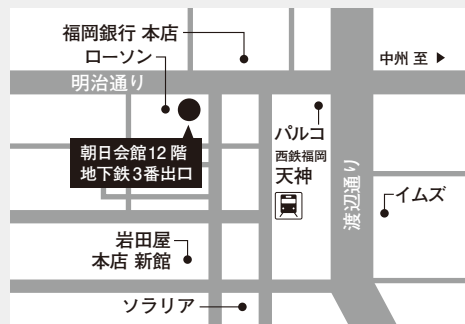 福岡銀行 本店
ローソン
中州 至 ▶
明治通り
朝日会館12階
地下鉄3番出口
パルコ
西鉄福岡
天神
渡辺通り
イムズ
岩田屋
本店 新館
ソラリア